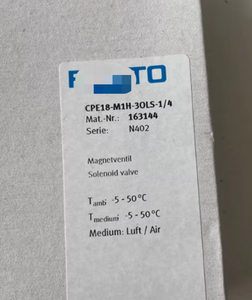 CPE18-M1H-3OLS-1/4
Mat.-Nr.: 163144
Serie: N402
Magnetventil
Solenoid valve
Tambi: -5 - 50°C
Tmedium: -5 - 50°C
Medium: Luft / Air